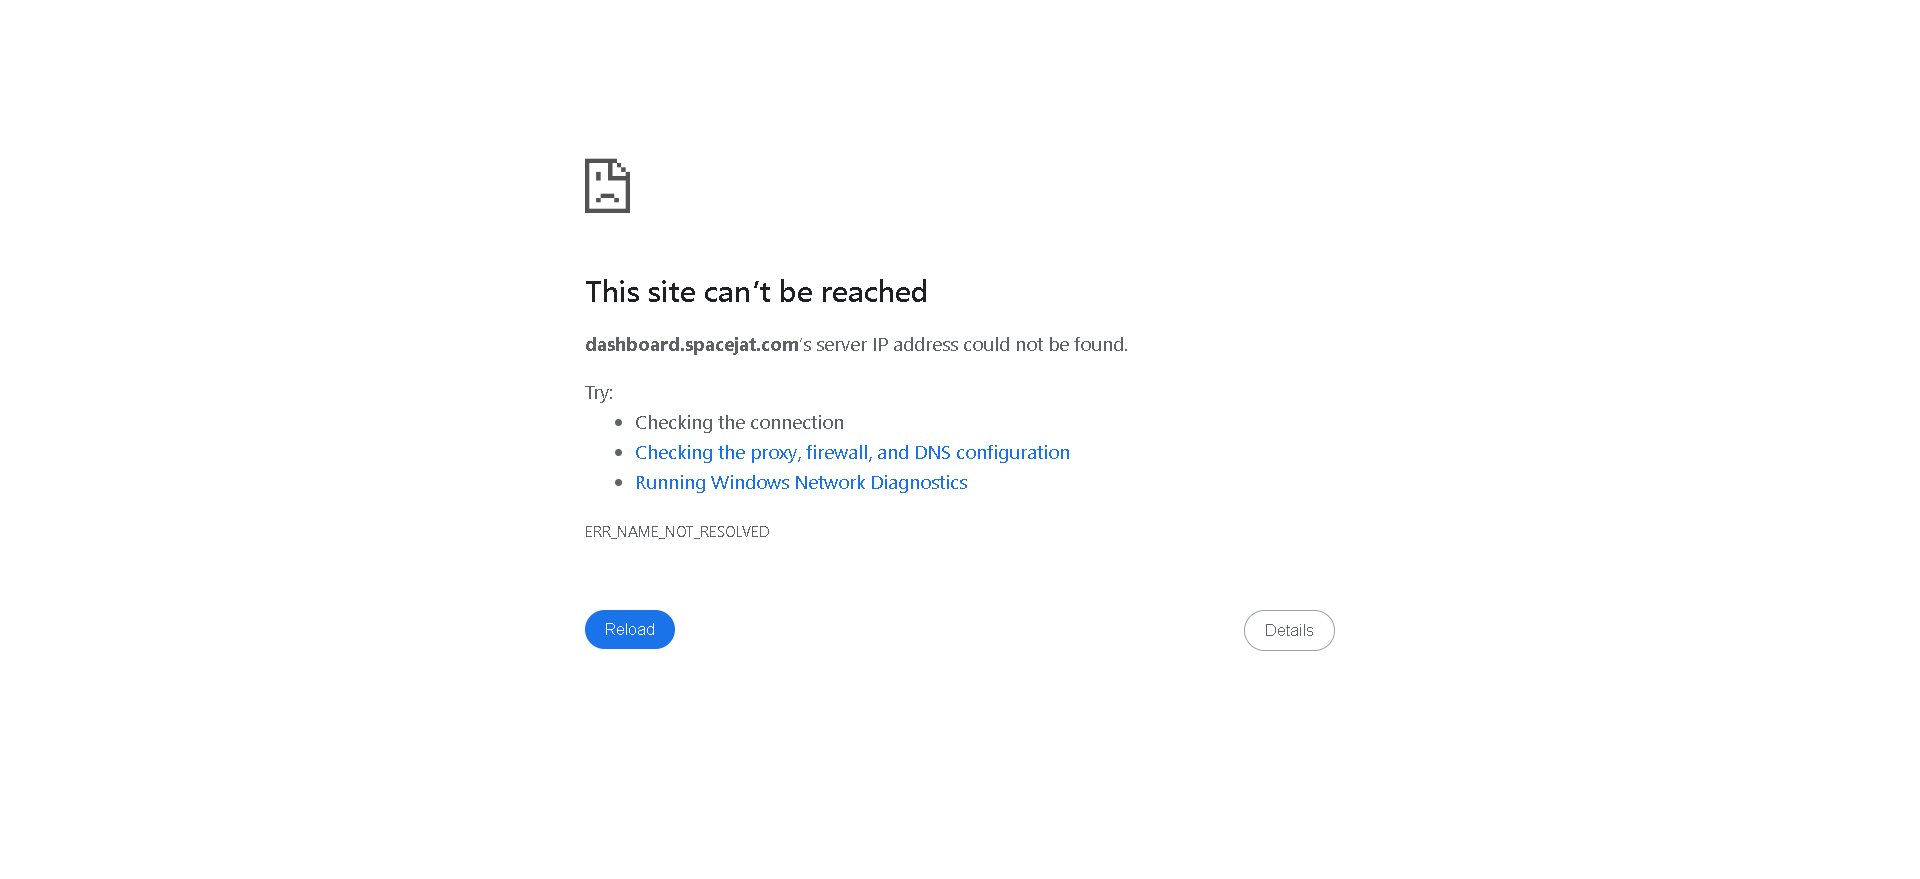 This site can’t be reached
dashboard.spacejat.com’s server IP address could not be found.
Try:
• Checking the connection
• Checking the proxy, firewall, and DNS configuration
• Running Windows Network Diagnostics
ERR_NAME_NOT_RESOLVED
Reload
Details